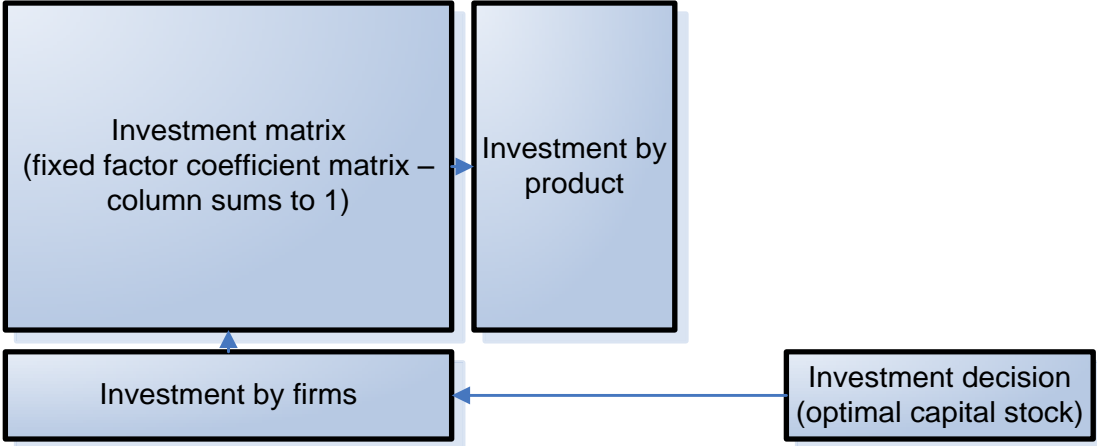 Investment matrix
(fixed factor coefficient matrix –
column sums to 1)
Investment by
product
Investment by firms
Investment decision
(optimal capital stock)